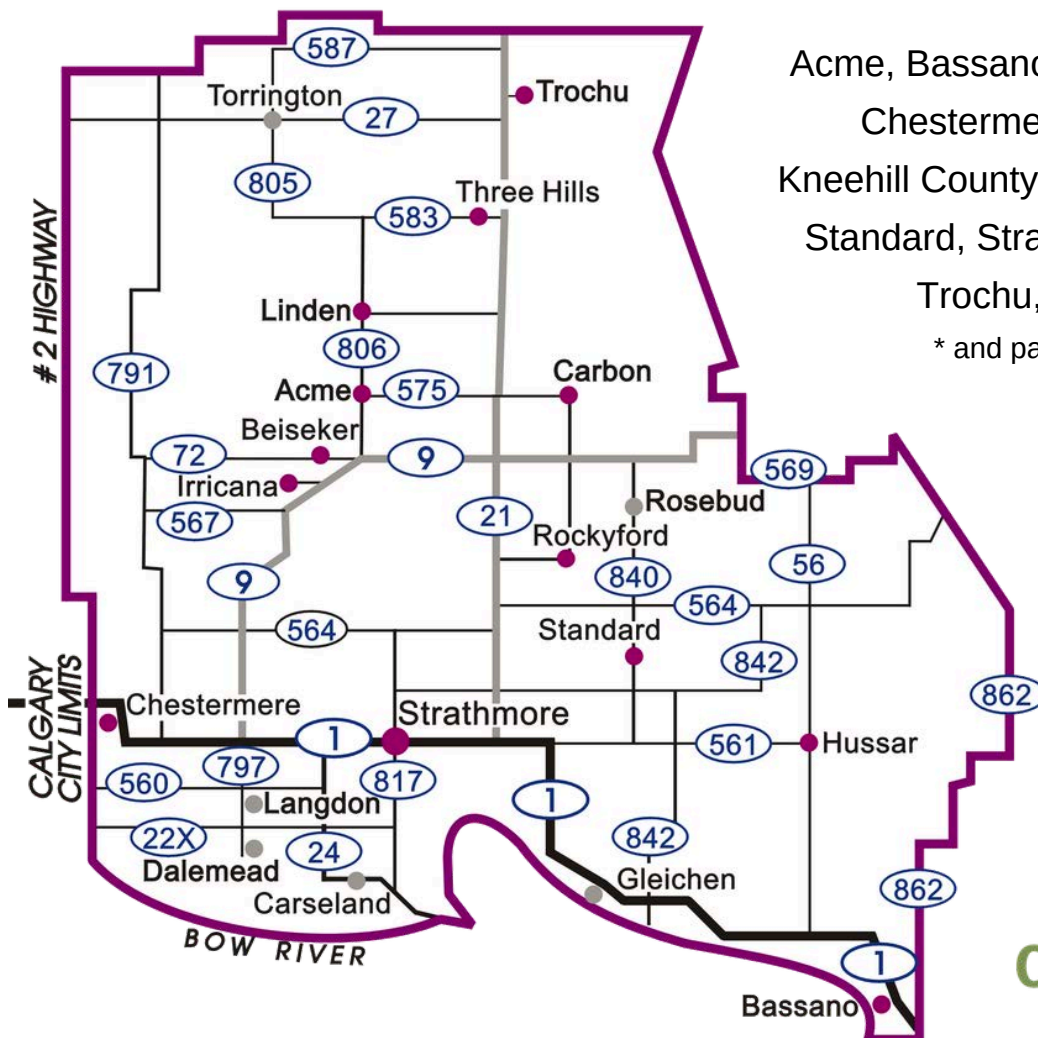 587
Acme, Bassano
Torrington
Trochu
27
Chesterme
Kneehill County
805
Three Hills
583
Standard, Stra
# 2 HIGHWAY
Trochu,
Linden
806
* and pa
791
Acme
575
Carbon
Beiseker
72
9
569
Irricana
Rosebud
567
21
Rockyford
56
9
840
564
564
Standard
842
CALGARY
CITY LIMITS
862
Chestermere
Strathmore
1
561
Hussar
797
560
817
Langdon
1
22X
24
842
Dalemead
Gleichen
862
Carseland
BOW RIVER
1
Bassano